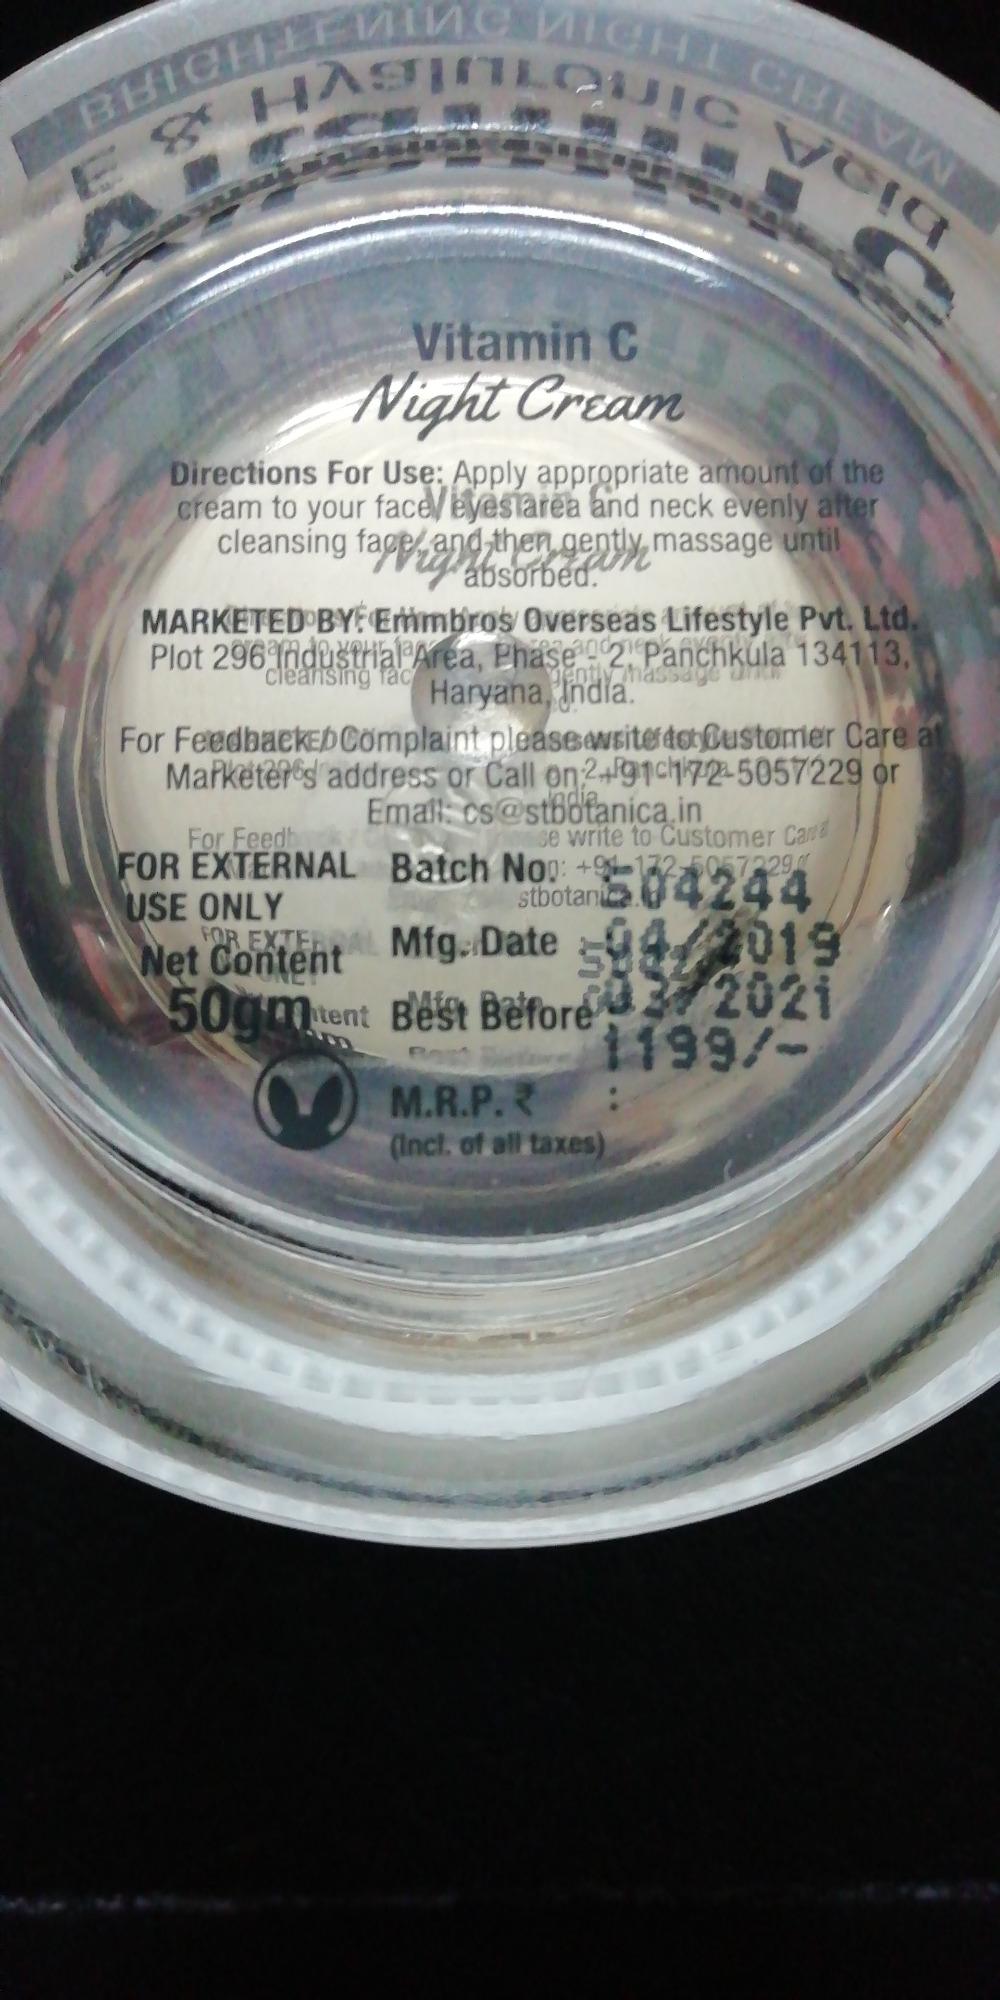 BRIGHTENING NIGHT CREAM
E & Hyaluronic Acid
Vitamin C
Vitamin C
Night Cream
Directions For Use: Apply appropriate amount of the
cream to your face/ eyes area and neck evenly after
cleansing face, and then gently massage until
absorbed.
MARKETED BY: Emmbros Overseas Lifestyle Pvt. Ltd.
Plot 296 Industrial Area, Phase - 2, Panchkula 134113,
Haryana, India.
For Feedback / Complaint please write to Customer Care at
Marketer's address or Call on : +91-172-5057229 or
Email: cs@stbotanica.in
FOR EXTERNAL
USE ONLY
Net Content
50gm
Batch No. : 504244
Mfg. Date : 04/2019
Best Before : 03/2021
1199/-
M.R.P. ₹ :
(Incl. of all taxes)